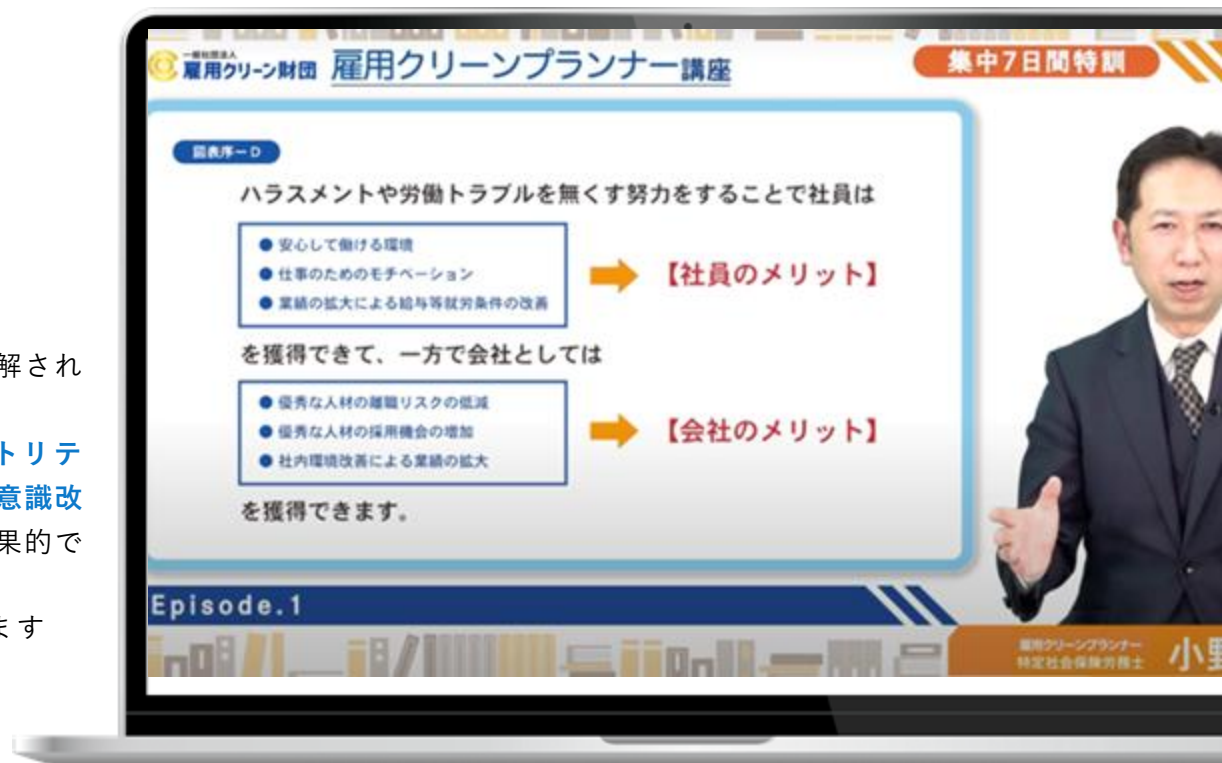 一般社団法人
雇用クリーン財団 雇用クリーンプランナー講座
集中7日間特訓
図表序ーD
ハラスメントや労働トラブルを無くす努力をすることで社員は
● 安心して働ける環境
● 仕事のためのモチベーション
● 業績の拡大による給与等就労条件の改善
【社員のメリット】
を獲得できて、一方で会社としては
● 優秀な人材の離職リスクの低減
● 優秀な人材の採用機会の増加
● 社内環境改善による業績の拡大
【会社のメリット】
を獲得できます。
Episode.1
雇用クリーンプランナー
特定社会保険労務士
小野
解され
トリテ
意識改
果的で
ます